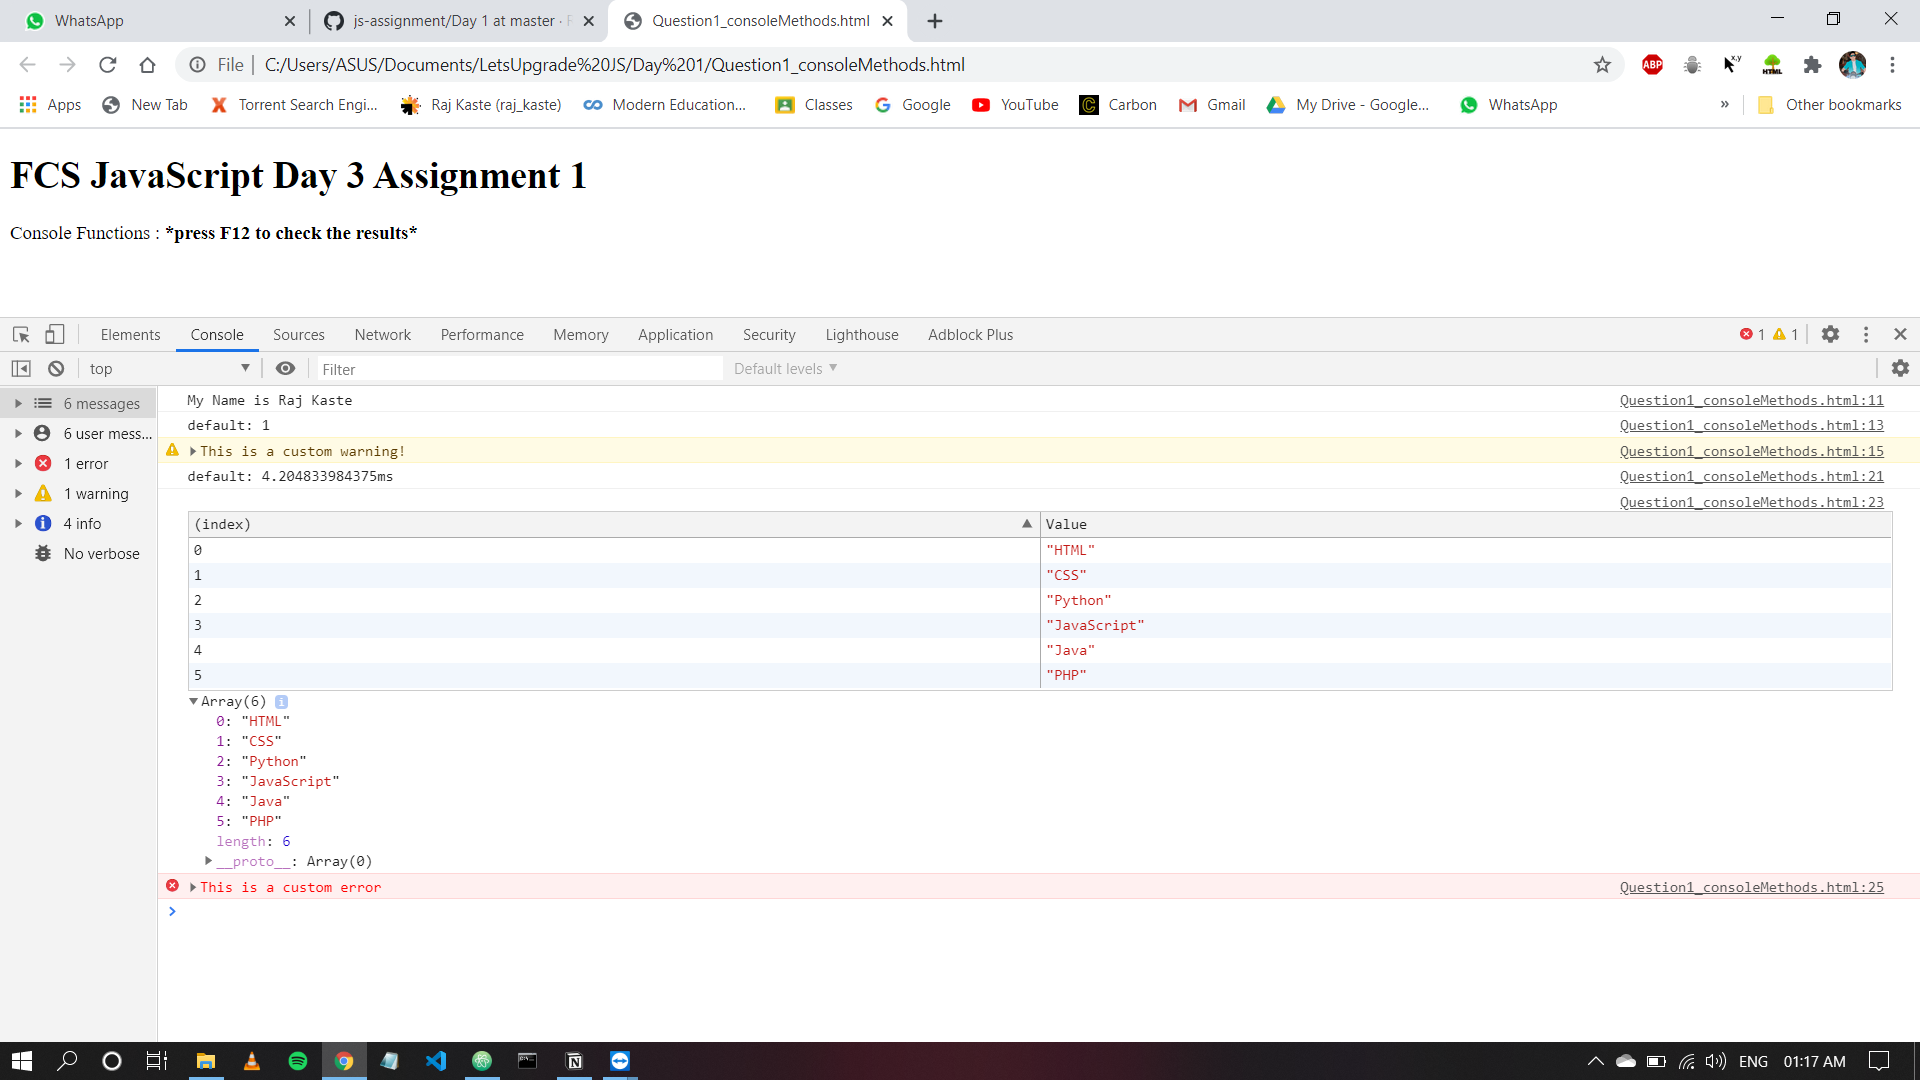 WhatsApp
js-assignment/Day 1 at master ·
Question1_consoleMethods.html
File
C:/Users/ASUS/Documents/LetsUpgrade%20JS/Day%201/Question1_consoleMethods.html
ABP
x,y
HTML
Apps
New Tab
Torrent Search Engi...
Raj Kaste (raj_kaste)
Modern Education...
Classes
Google
YouTube
Carbon
Gmail
My Drive - Google...
WhatsApp
»
Other bookmarks
FCS JavaScript Day 3 Assignment 1
Console Functions : *press F12 to check the results*
Elements Console Sources Network Performance Memory Application Security Lighthouse Adblock Plus
1 1
top
Filter
Default levels
6 messages
6 user mess...
1 error
1 warning
4 info
No verbose
My Name is Raj Kaste Question1_consoleMethods.html:11
default: 1 Question1_consoleMethods.html:13
This is a custom warning! Question1_consoleMethods.html:15
default: 4.204833984375ms Question1_consoleMethods.html:21
Question1_consoleMethods.html:23
(index) Value
0 "HTML"
1 "CSS"
2 "Python"
3 "JavaScript"
4 "Java"
5 "PHP"
Array(6) i
0: "HTML"
1: "CSS"
2: "Python"
3: "JavaScript"
4: "Java"
5: "PHP"
length: 6
__proto__: Array(0)
This is a custom error Question1_consoleMethods.html:25
>
ENG
01:17 AM